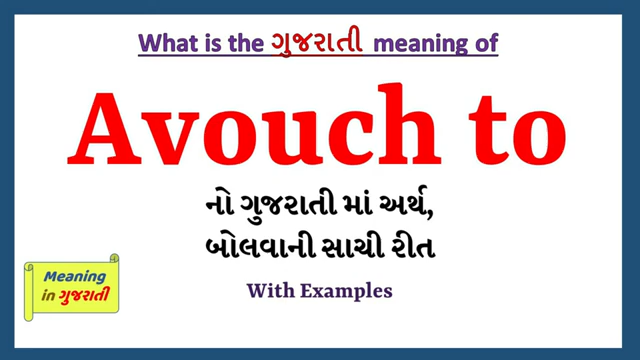 What is the ગુજરાતી meaning of
Avouch to
નો ગુજરાતી માં અર્થ,
બોલવાની સાચી રીત
Meaning
in ગુજરાતી
With Examples